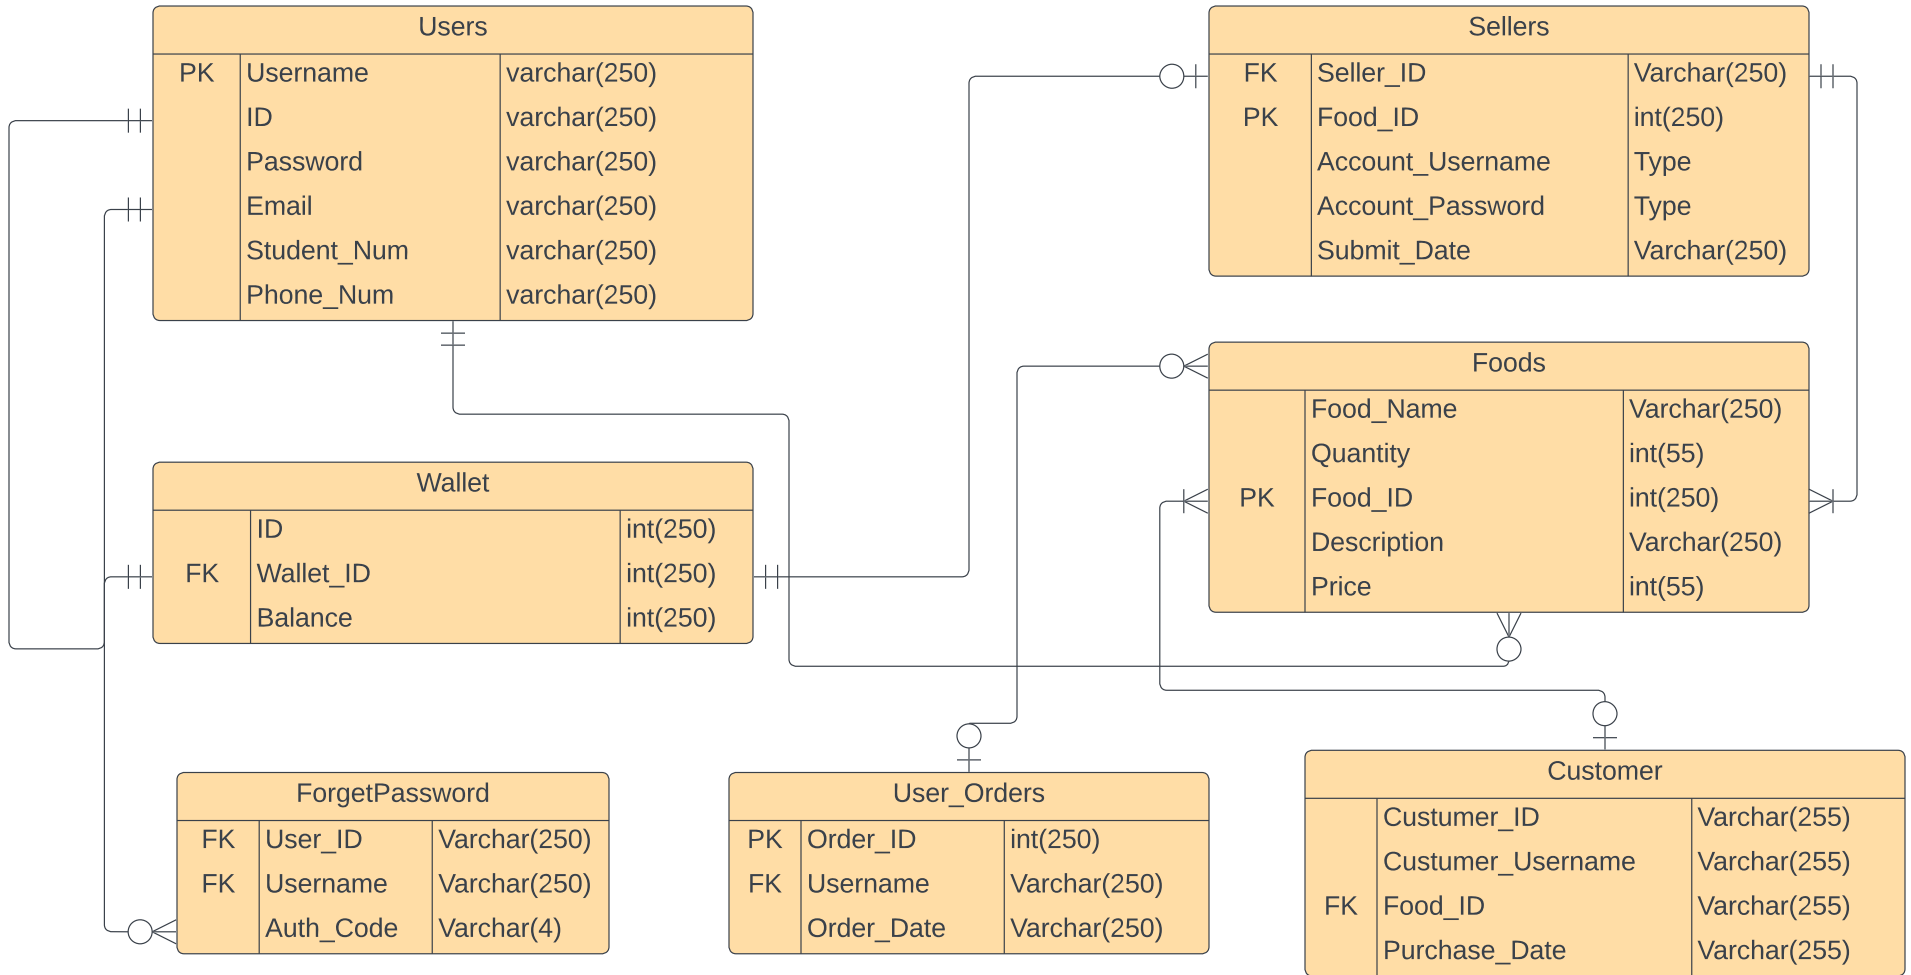 Users
PK Username varchar(250)
ID varchar(250)
Password varchar(250)
Email varchar(250)
Student_Num varchar(250)
Phone_Num varchar(250)
Sellers
FK Seller_ID Varchar(250)
PK Food_ID int(250)
Account_Username Type
Account_Password Type
Submit_Date Varchar(250)
Foods
Food_Name Varchar(250)
Quantity int(55)
PK Food_ID int(250)
Description Varchar(250)
Price int(55)
Wallet
ID int(250)
FK Wallet_ID int(250)
Balance int(250)
ForgetPassword
FK User_ID Varchar(250)
FK Username Varchar(250)
Auth_Code Varchar(4)
User_Orders
PK Order_ID int(250)
FK Username Varchar(250)
Order_Date Varchar(250)
Customer
Custumer_ID Varchar(255)
Custumer_Username Varchar(255)
FK Food_ID Varchar(255)
Purchase_Date Varchar(255)